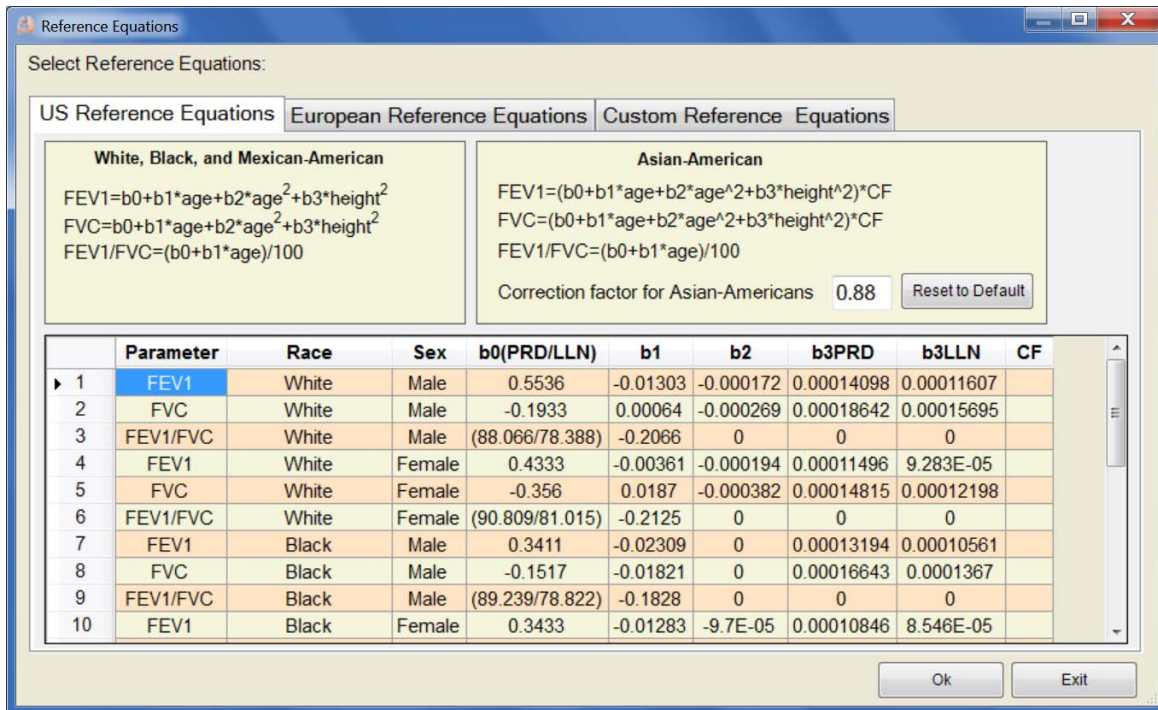 Reference Equations
Select Reference Equations:
US Reference Equations European Reference Equations Custom Reference Equations
White, Black, and Mexican-American
FEV1=b0+b1*age+b2*age²+b3*height²
FVC=b0+b1*age+b2*age²+b3*height²
FEV1/FVC=(b0+b1*age)/100
Asian-American
FEV1=(b0+b1*age+b2*age^2+b3*height^2)*CF
FVC=(b0+b1*age+b2*age^2+b3*height^2)*CF
FEV1/FVC=(b0+b1*age)/100
Correction factor for Asian-Americans 0.88 Reset to Default
Parameter Race Sex b0(PRD/LLN) b1 b2 b3PRD b3LLN CF
1 FEV1 White Male 0.5536 -0.01303 -0.000172 0.00014098 0.00011607
2 FVC White Male -0.1933 0.00064 -0.000269 0.00018642 0.00015695
3 FEV1/FVC White Male (88.066/78.388) -0.2066 0 0 0
4 FEV1 White Female 0.4333 -0.00361 -0.000194 0.00011496 9.283E-05
5 FVC White Female -0.356 0.0187 -0.000382 0.00014815 0.00012198
6 FEV1/FVC White Female (90.809/81.015) -0.2125 0 0 0
7 FEV1 Black Male 0.3411 -0.02309 0 0.00013194 0.00010561
8 FVC Black Male -0.1517 -0.01821 0 0.00016643 0.0001367
9 FEV1/FVC Black Male (89.239/78.822) -0.1828 0 0 0
10 FEV1 Black Female 0.3433 -0.01283 -9.7E-05 0.00010846 8.546E-05
Ok Exit